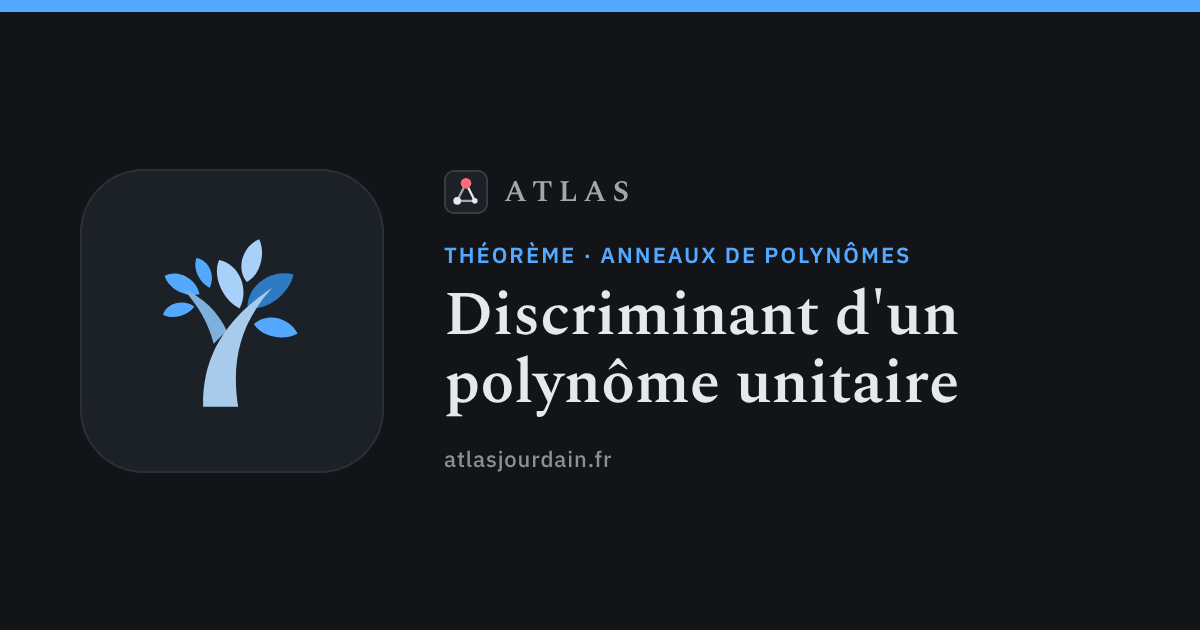 ATLAS
THÉORÈME · ANNEAUX DE POLYNÔMES
Discriminant d'un
polynôme unitaire
atlasjourdain.fr